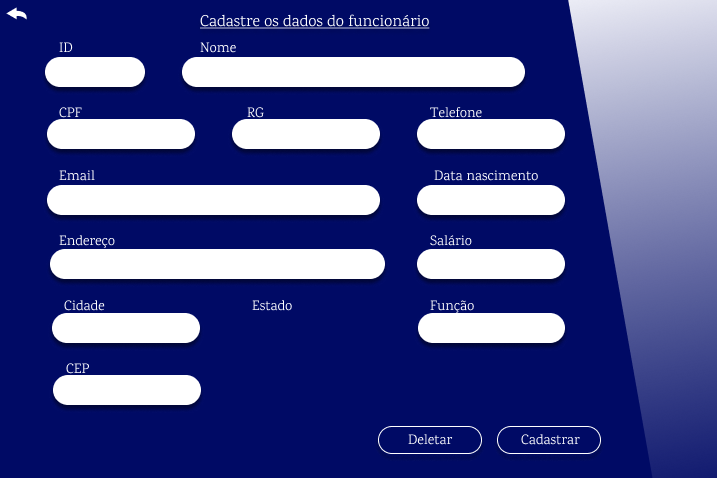 Cadastre os dados do funcionário
ID
Nome
CPF
RG
Telefone
Email
Data nascimento
Endereço
Salário
Cidade
Estado
Função
CEP
Deletar
Cadastrar